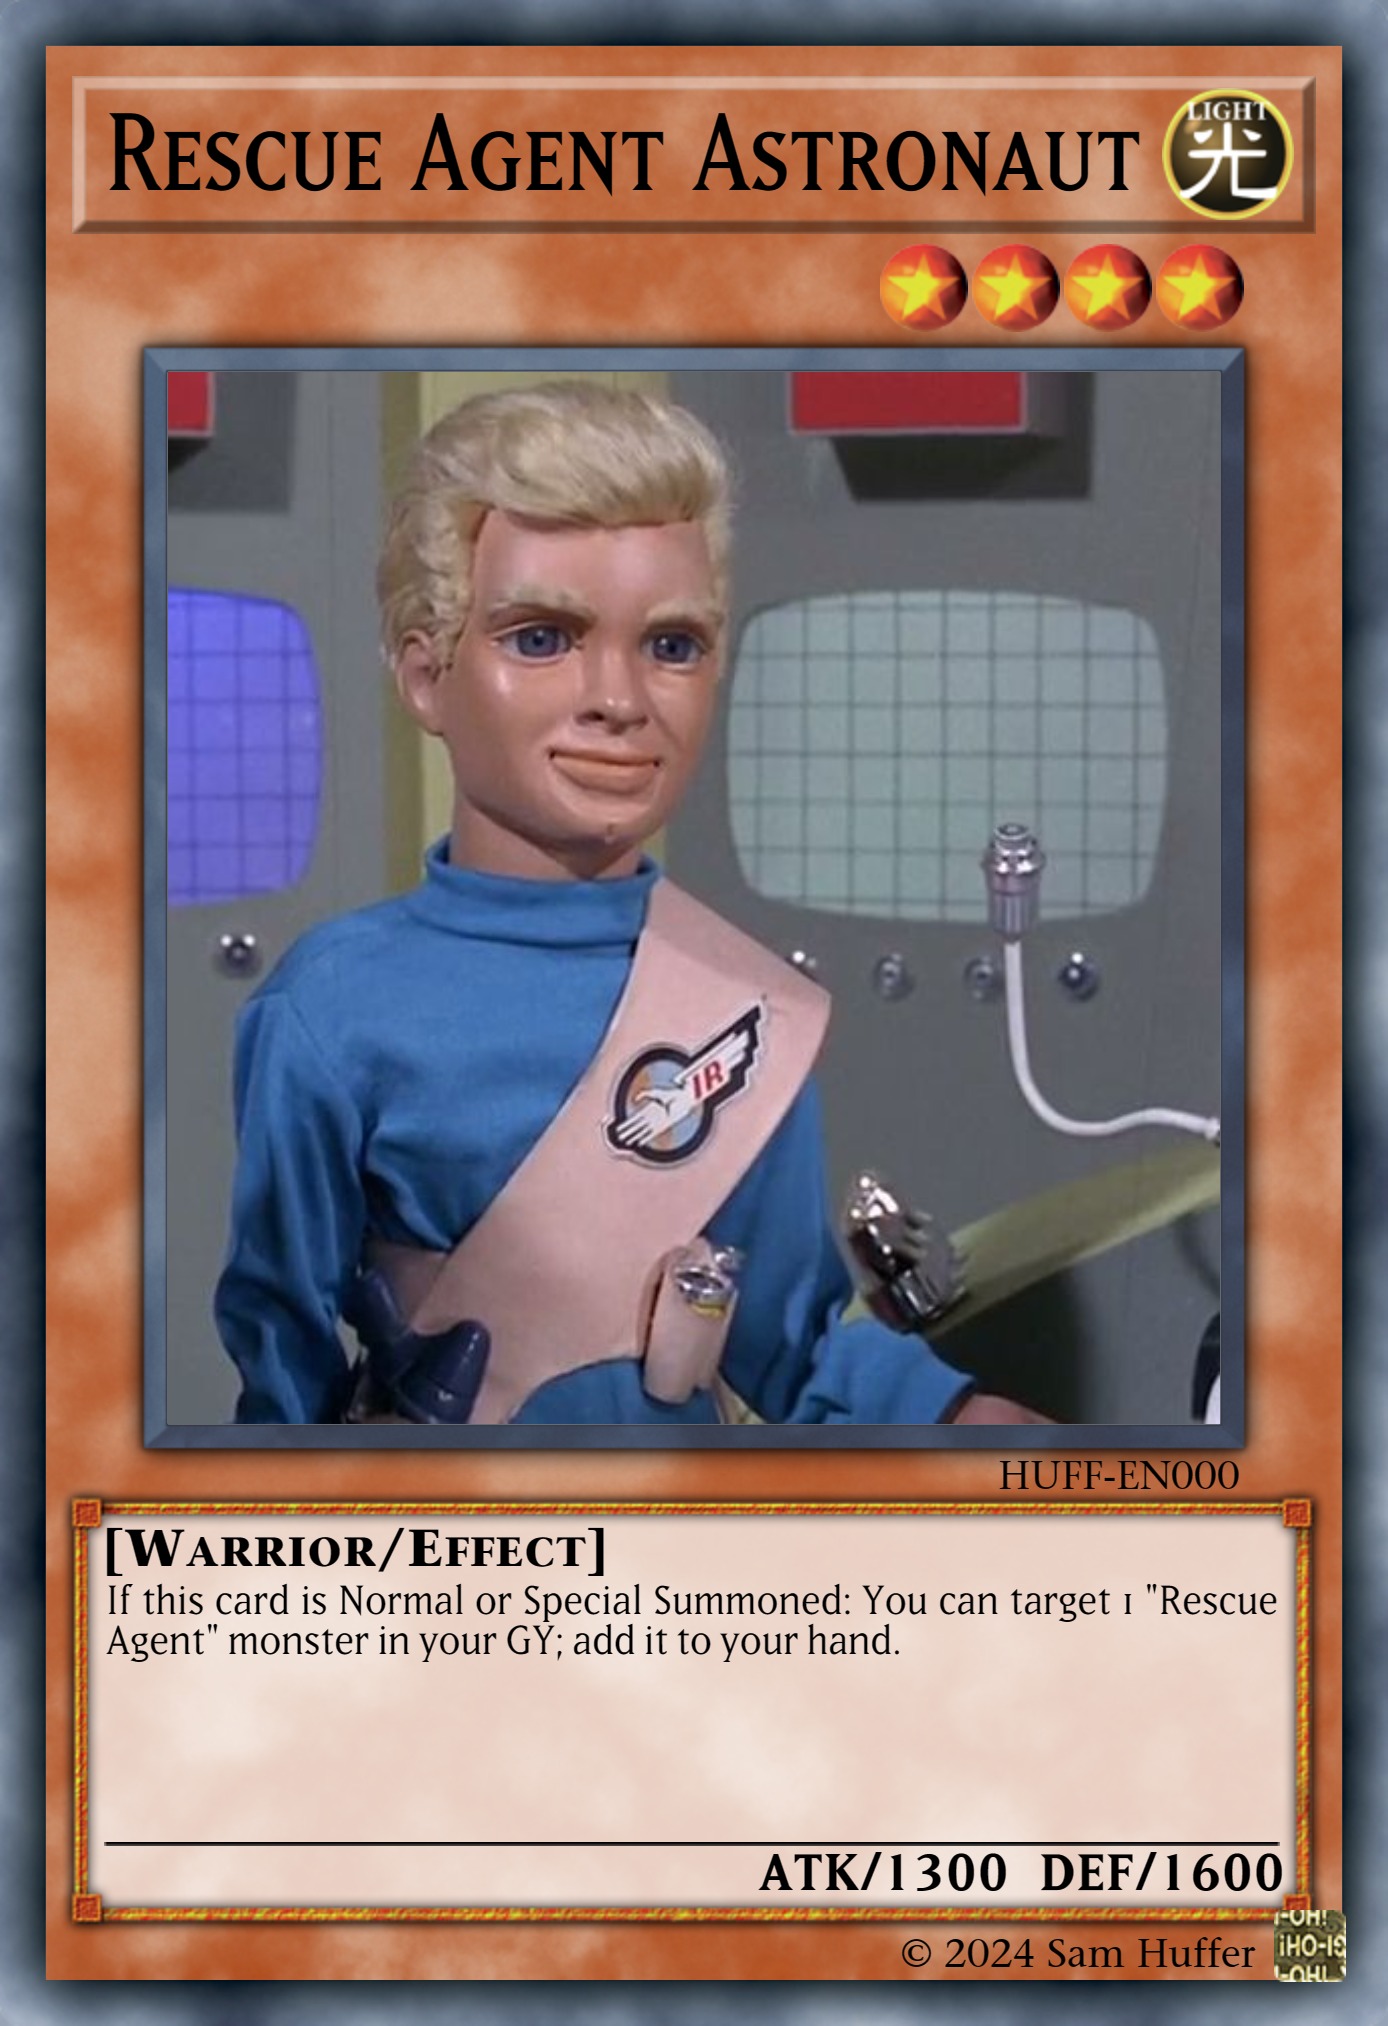 RESCUE AGENT ASTRONAUT
LIGHT
光
IR
HUFF-EN000
[WARRIOR/EFFECT]
If this card is Normal or Special Summoned: You can target 1 "Rescue
Agent" monster in your GY; add it to your hand.
ATK/1300 DEF/1600
© 2024 Sam Huffer